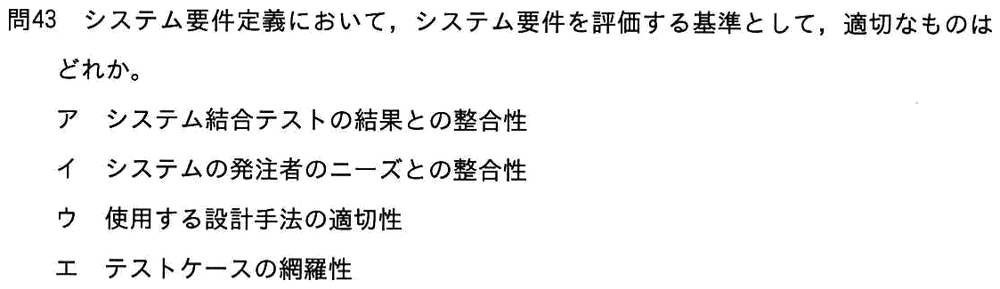 問43 システム要件定義において，システム要件を評価する基準として，適切なものは
どれか。
ア システム結合テストの結果との整合性
イ システムの発注者のニーズとの整合性
ウ 使用する設計手法の適切性
エ テストケースの網羅性